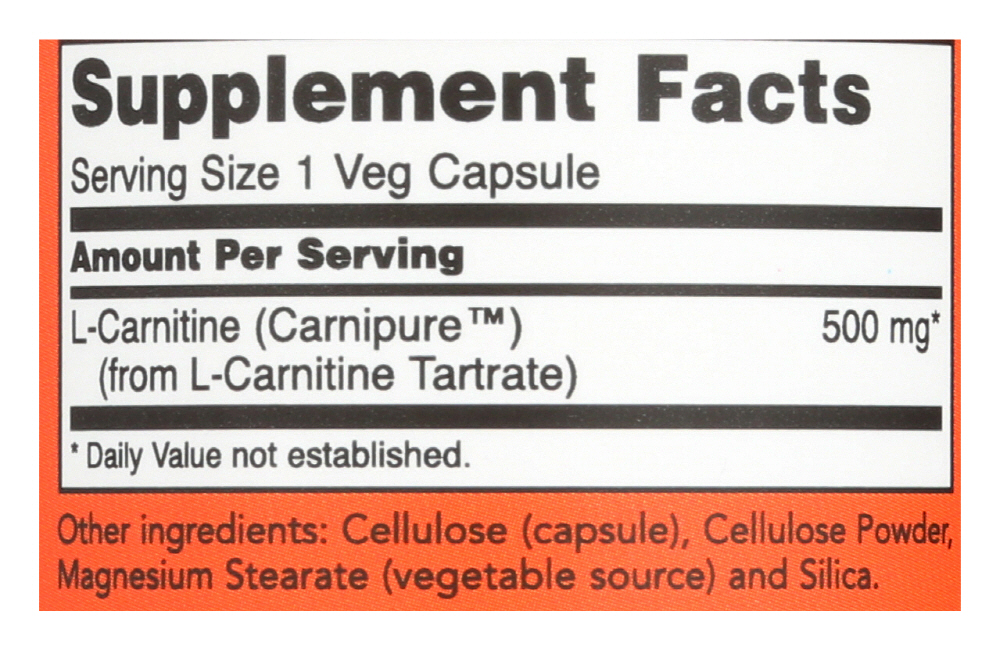 Supplement Facts
Serving Size 1 Veg Capsule
Amount Per Serving
L-Carnitine (Carnipure™) 500 mg*
(from L-Carnitine Tartrate)
* Daily Value not established.
Other ingredients: Cellulose (capsule), Cellulose Powder,
Magnesium Stearate (vegetable source) and Silica.